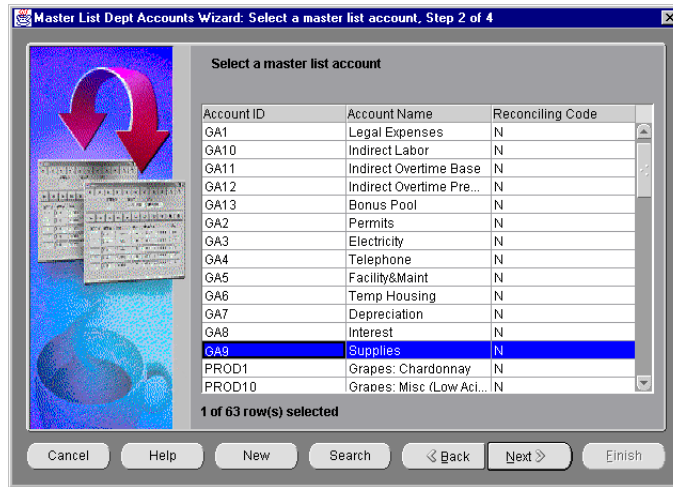 Master List Dept Accounts Wizard: Select a master list account, Step 2 of 4
Select a master list account
Account ID Account Name Reconciling Code
GA1 Legal Expenses N
GA10 Indirect Labor N
GA11 Indirect Overtime Base N
GA12 Indirect Overtime Pre... N
GA13 Bonus Pool N
GA2 Permits N
GA3 Electricity N
GA4 Telephone N
GA5 Facility&Maint N
GA6 Temp Housing N
GA7 Depreciation N
GA8 Interest N
GA9 Supplies N
PROD1 Grapes: Chardonnay N
PROD10 Grapes: Misc (Low Aci... N
1 of 63 row(s) selected
Cancel Help New Search Back Next Finish